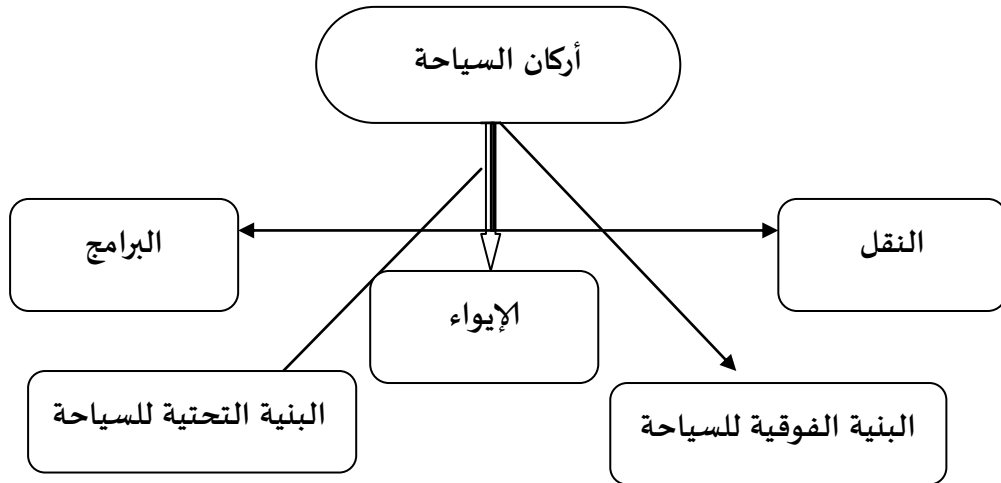 أركان السياحة
النقل
البرامج
الإيواء
البنية الفوقية للسياحة
البنية التحتية للسياحة